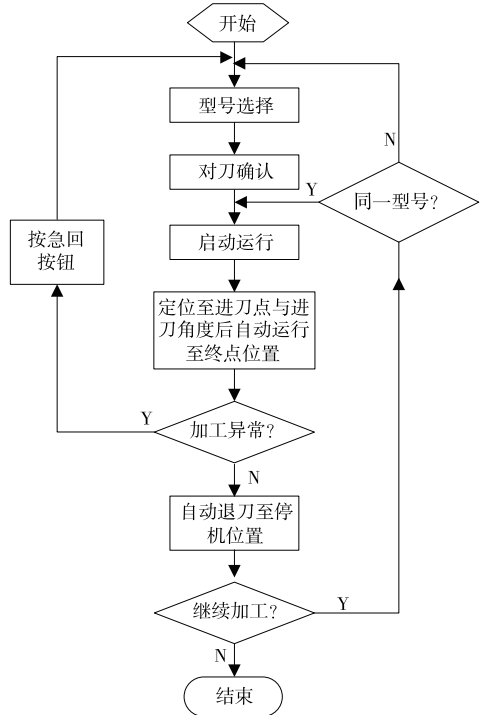 开始
型号选择
N
对刀确认
Y
同一型号？
按急回
按钮
启动运行
定位至进刀点与进
刀角度后自动运行
至终点位置
Y
加工异常？
N
自动退刀至停
机位置
继续加工？
Y
N
结束